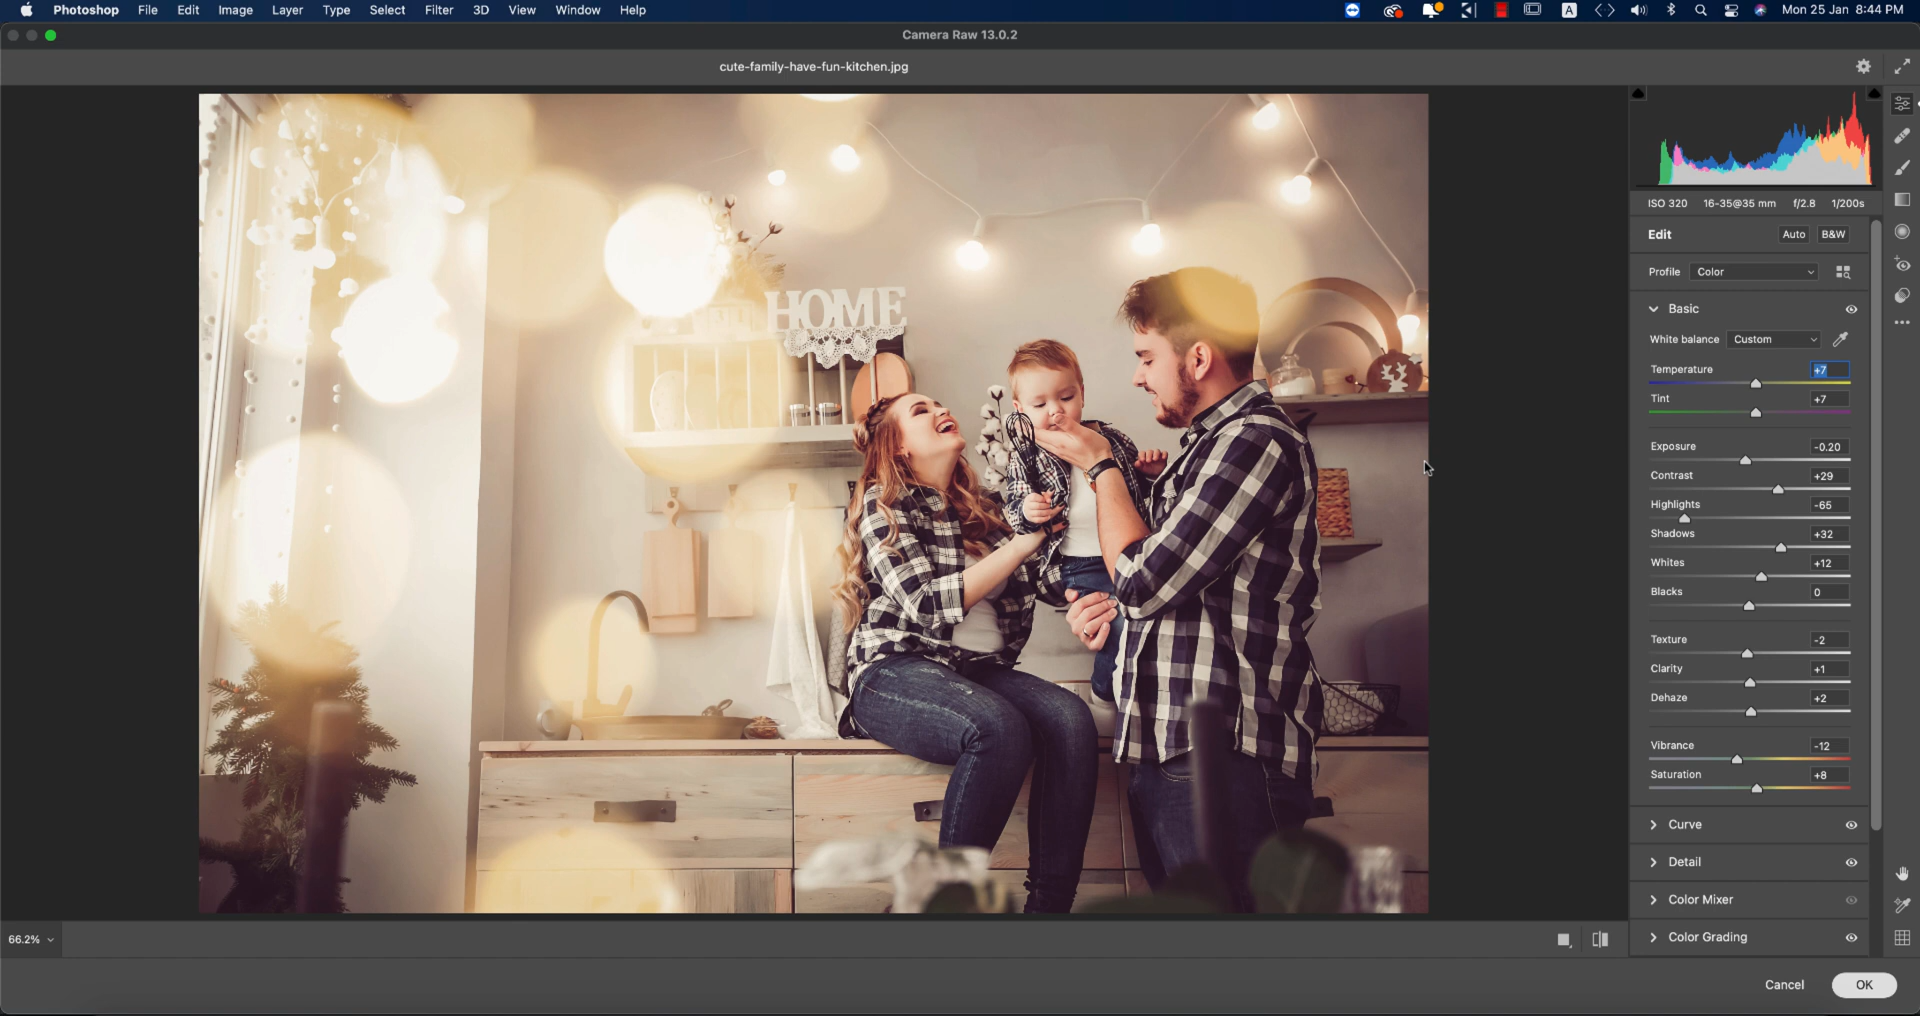 Photoshop File Edit Image Layer Type Select Filter 3D View Window Help A Mon 25 Jan 8:44 PM
Camera Raw 13.0.2
cute-family-have-fun-kitchen.jpg
HOME
ISO 320 16-35@35 mm f/2.8 1/200s
Edit Auto B&W
Profile Color
Basic
White balance Custom
Temperature +7
Tint +7
Exposure -0.20
Contrast +29
Highlights -65
Shadows +32
Whites +12
Blacks 0
Texture -2
Clarity +1
Dehaze +2
Vibrance -12
Saturation +8
Curve
Detail
Color Mixer
Color Grading
66.2%
Cancel OK